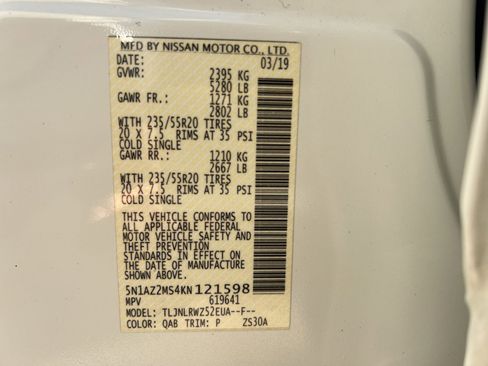 MFD BY NISSAN MOTOR CO., LTD.
DATE: 03/19
GVWR: 2395 KG
5280 LB
GAWR FR.: 1271 KG
2802 LB
WITH 235/55R20 TIRES
20 X 7.5 RIMS AT 35 PSI
COLD SINGLE
GAWR RR.: 1210 KG
2667 LB
WITH 235/55R20 TIRES
20 X 7.5 RIMS AT 35 PSI
COLD SINGLE
THIS VEHICLE CONFORMS TO
ALL APPLICABLE FEDERAL
MOTOR VEHICLE SAFETY AND
THEFT PREVENTION
STANDARDS IN EFFECT ON
THE DATE OF MANUFACTURE
SHOWN ABOVE.
5N1AZ2MS4KN121598
MPV 619641
MODEL: TLJNLRWZ52EUA--F--
COLOR: QAB TRIM: P ZS30A